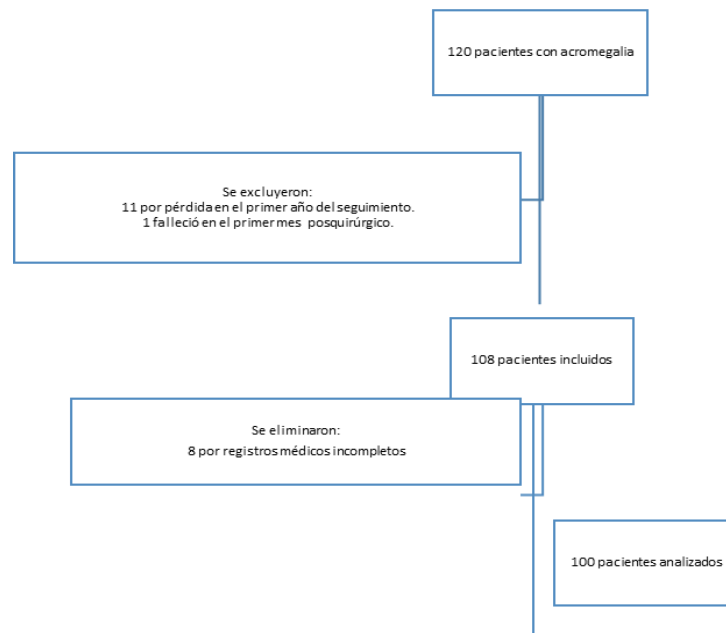 120 pacientes con acromegalia
Se excluyeron:
11 por pérdida en el primer año del seguimiento.
1 falleció en el primer mes posquirúrgico.
108 pacientes incluidos
Se eliminaron:
8 por registros médicos incompletos
100 pacientes analizados